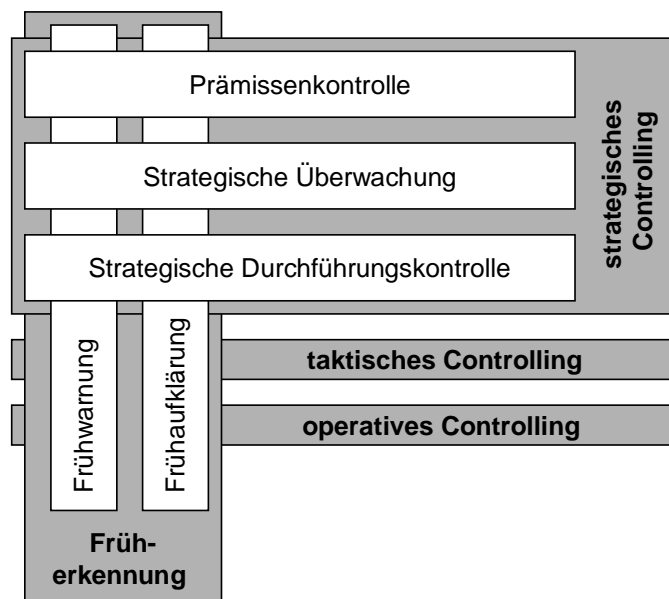 Prämissenkontrolle
Strategische Überwachung
Strategische Durchführungskontrolle
strategisches
Controlling
taktisches Controlling
operatives Controlling
Frühwarnung
Frühaufklärung
Früh-
erkennung